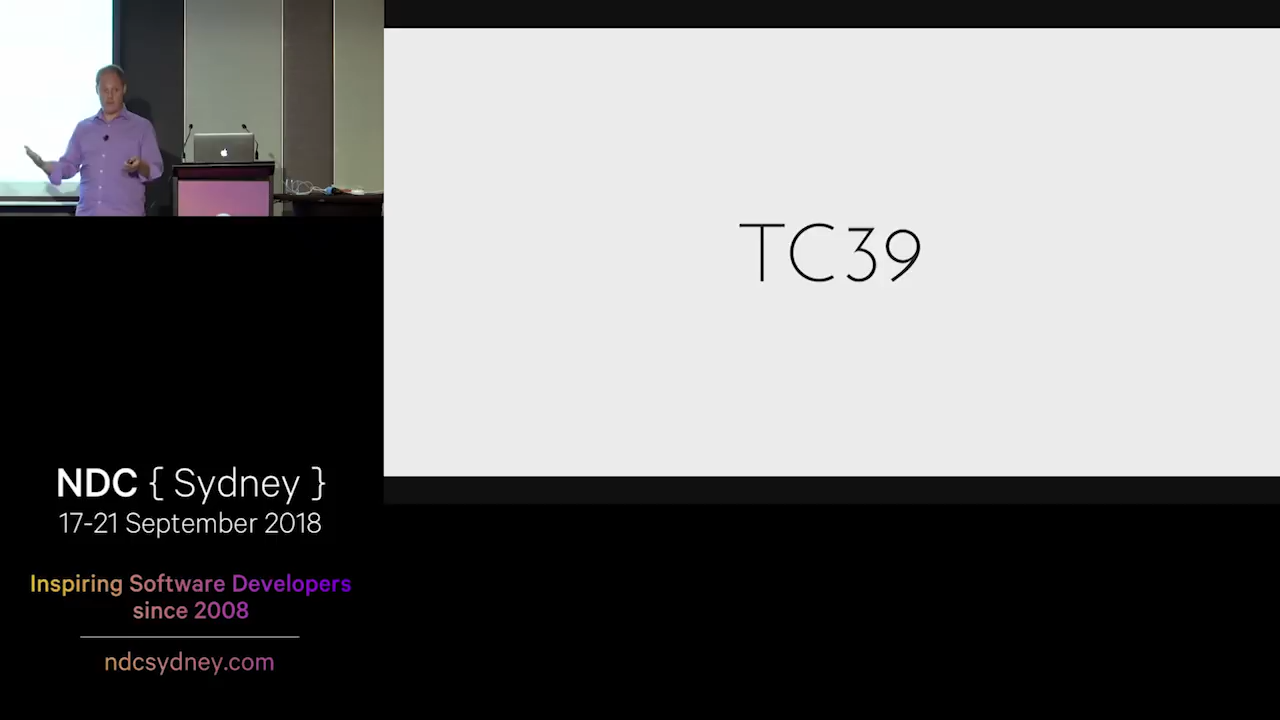 TC39
NDC { Sydney }
17-21 September 2018
Inspiring Software Developers
since 2008
ndcsydney.com